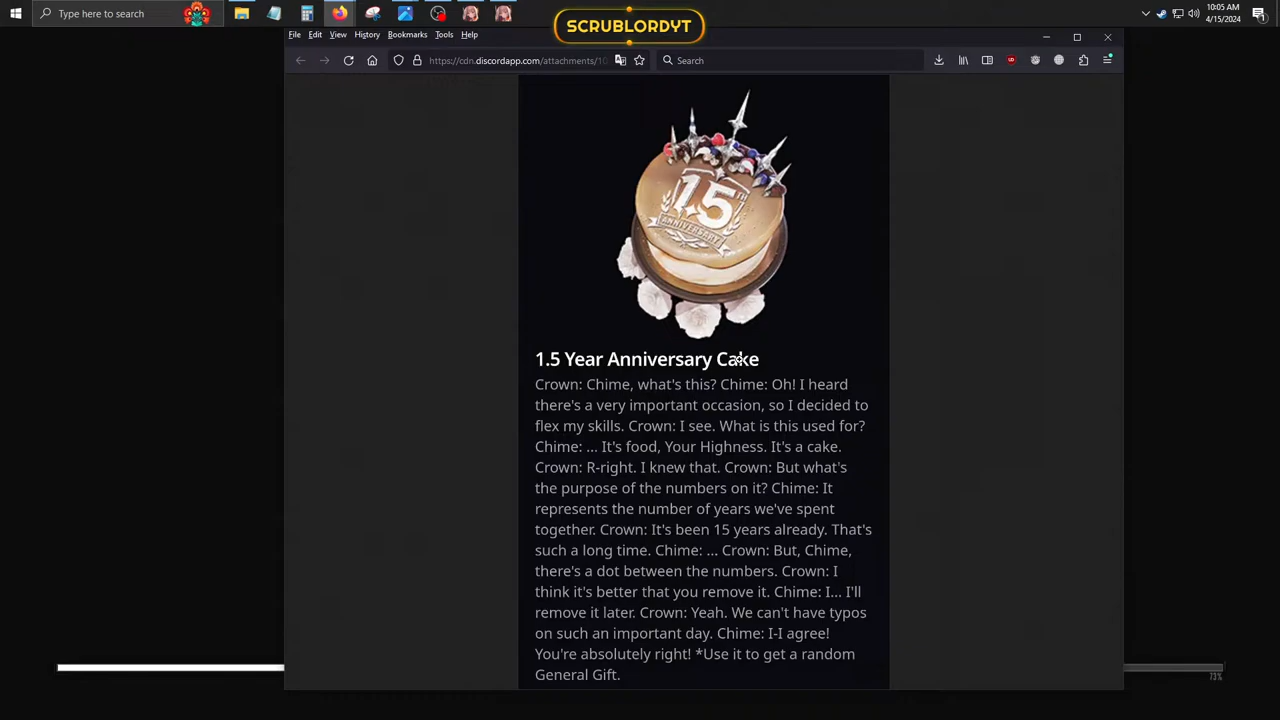 Type here to search
SCRUBLORDYT
10:05 AM
4/15/2024
1
File Edit View History Bookmarks Tools Help
https://cdn.discordapp.com/attachments/10
Search
15TH
ANNIVERSARY
1.5 Year Anniversary Cake
Crown: Chime, what's this? Chime: Oh! I heard
there's a very important occasion, so I decided to
flex my skills. Crown: I see. What is this used for?
Chime: ... It's food, Your Highness. It's a cake.
Crown: R-right. I knew that. Crown: But what's
the purpose of the numbers on it? Chime: It
represents the number of years we've spent
together. Crown: It's been 15 years already. That's
such a long time. Chime: ... Crown: But, Chime,
there's a dot between the numbers. Crown: I
think it's better that you remove it. Chime: I... I'll
remove it later. Crown: Yeah. We can't have typos
on such an important day. Chime: I-I agree!
You're absolutely right! *Use it to get a random
General Gift.
73%